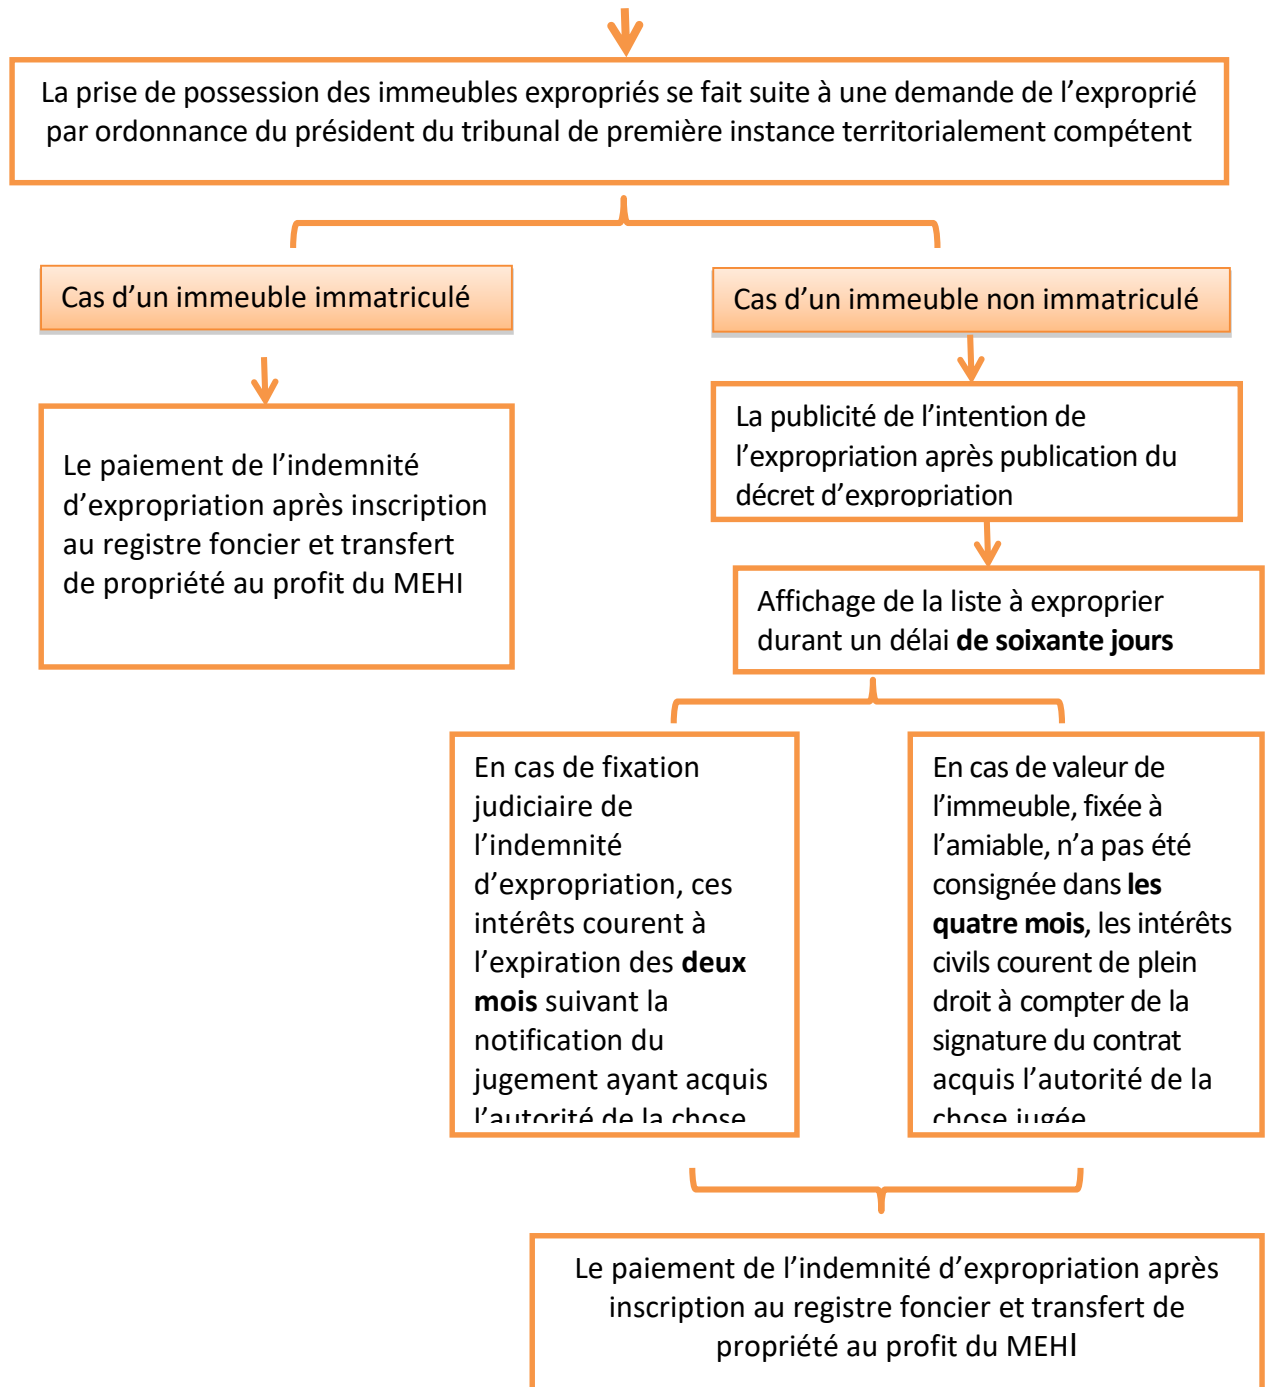 La prise de possession des immeubles expropriés se fait suite à une demande de l’exproprié
par ordonnance du président du tribunal de première instance territorialement compétent
Cas d’un immeuble immatriculé
Le paiement de l’indemnité
d’expropriation après inscription
au registre foncier et transfert
de propriété au profit du MEHI
Cas d’un immeuble non immatriculé
La publicité de l’intention de
l’expropriation après publication du
décret d’expropriation
Affichage de la liste à exproprier
durant un délai de soixante jours
En cas de fixation
judiciaire de
l’indemnité
d’expropriation, ces
intérêts courent à
l’expiration des deux
mois suivant la
notification du
jugement ayant acquis
l’autorité de la chose
En cas de valeur de
l’immeuble, fixée à
l’amiable, n’a pas été
consignée dans les
quatre mois, les intérêts
civils courent de plein
droit à compter de la
signature du contrat
acquis l’autorité de la
chose jugée
Le paiement de l’indemnité d’expropriation après
inscription au registre foncier et transfert de
propriété au profit du MEHI